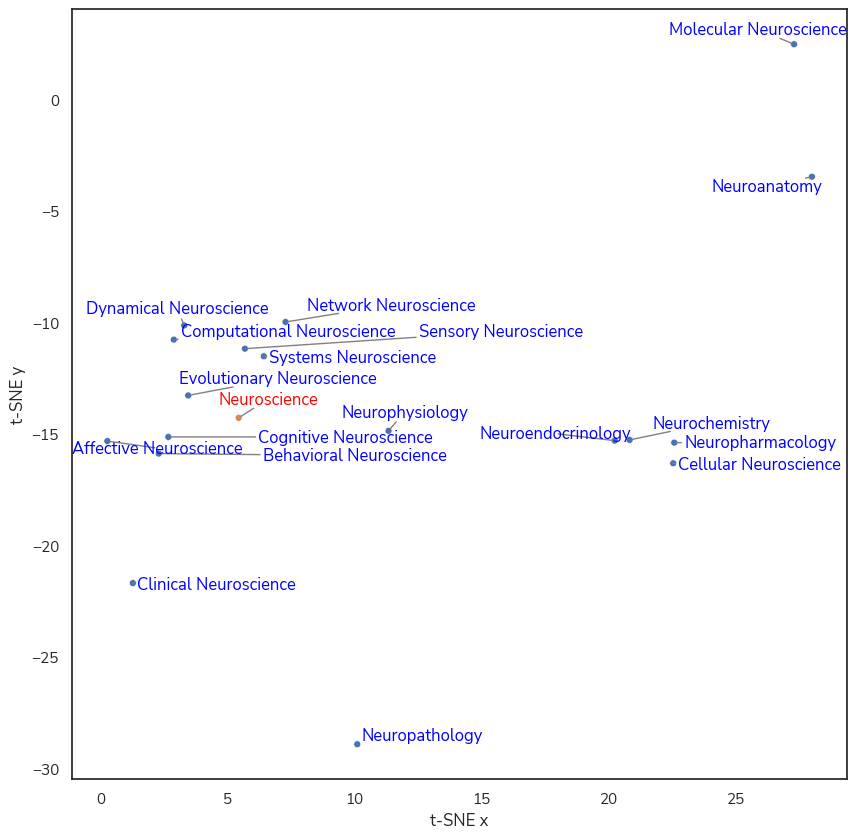 Molecular Neuroscience
0
Neuroanatomy
−5
Dynamical Neuroscience
Network Neuroscience
−10
Computational Neuroscience
Sensory Neuroscience
Systems Neuroscience
Evolutionary Neuroscience
t-SNE y
Neuroscience
Neurophysiology
Neurochemistry
−15
Neuroendocrinology
Cognitive Neuroscience
Neuropharmacology
Affective Neuroscience
Behavioral Neuroscience
Cellular Neuroscience
−20
Clinical Neuroscience
−25
Neuropathology
−30
0 5 10 15 20 25
t-SNE x